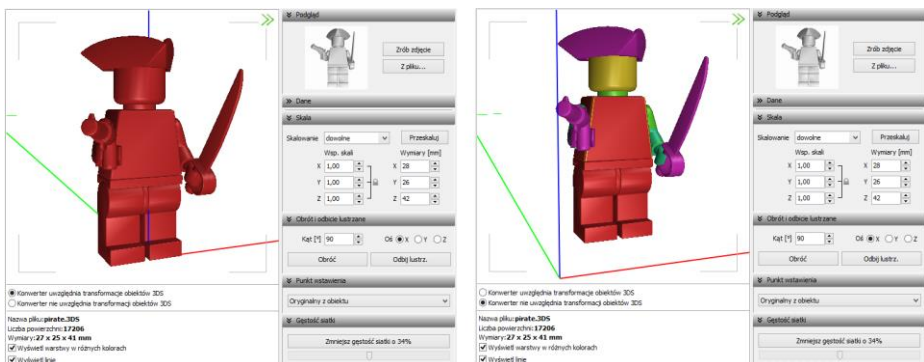 Podgląd
Zrób zdjęcie
Z pliku...
Dane
Skala
Skalowanie dowolne Przeskaluj
Wsp. skali Wymiary [mm]
X 1,00 X 28
Y 1,00 Y 26
Z 1,00 Z 42
Obrót i odbicie lustrzane
Kąt [°] 90 Oś X Y Z
Obróć Odbij lustrz.
Punkt wstawienia
Oryginalny z obiektu
Gęstość siatki
Zmniejsz gęstość siatki o 34%
Konwerter uwzględnia transformacje obiektów 3DS
Konwerter nie uwzględnia transformacji obiektów 3DS
Nazwa pliku:pirate.3DS
Liczba powierzchni:17206
Wymiary:27 x 25 x 41 mm
Wyświetl warstwy w różnych kolorach
Wyświetl linie
Podgląd
Zrób zdjęcie
Z pliku...
Dane
Skala
Skalowanie dowolne Przeskaluj
Wsp. skali Wymiary [mm]
X 1,00 X 28
Y 1,00 Y 26
Z 1,00 Z 42
Obrót i odbicie lustrzane
Kąt [°] 90 Oś X Y Z
Obróć Odbij lustrz.
Punkt wstawienia
Oryginalny z obiektu
Gęstość siatki
Zmniejsz gęstość siatki o 34%
Konwerter uwzględnia transformacje obiektów 3DS
Konwerter nie uwzględnia transformacji obiektów 3DS
Nazwa pliku:pirate.3DS
Liczba powierzchni:17206
Wymiary:27 x 25 x 41 mm
Wyświetl warstwy w różnych kolorach
Wyświetl linie